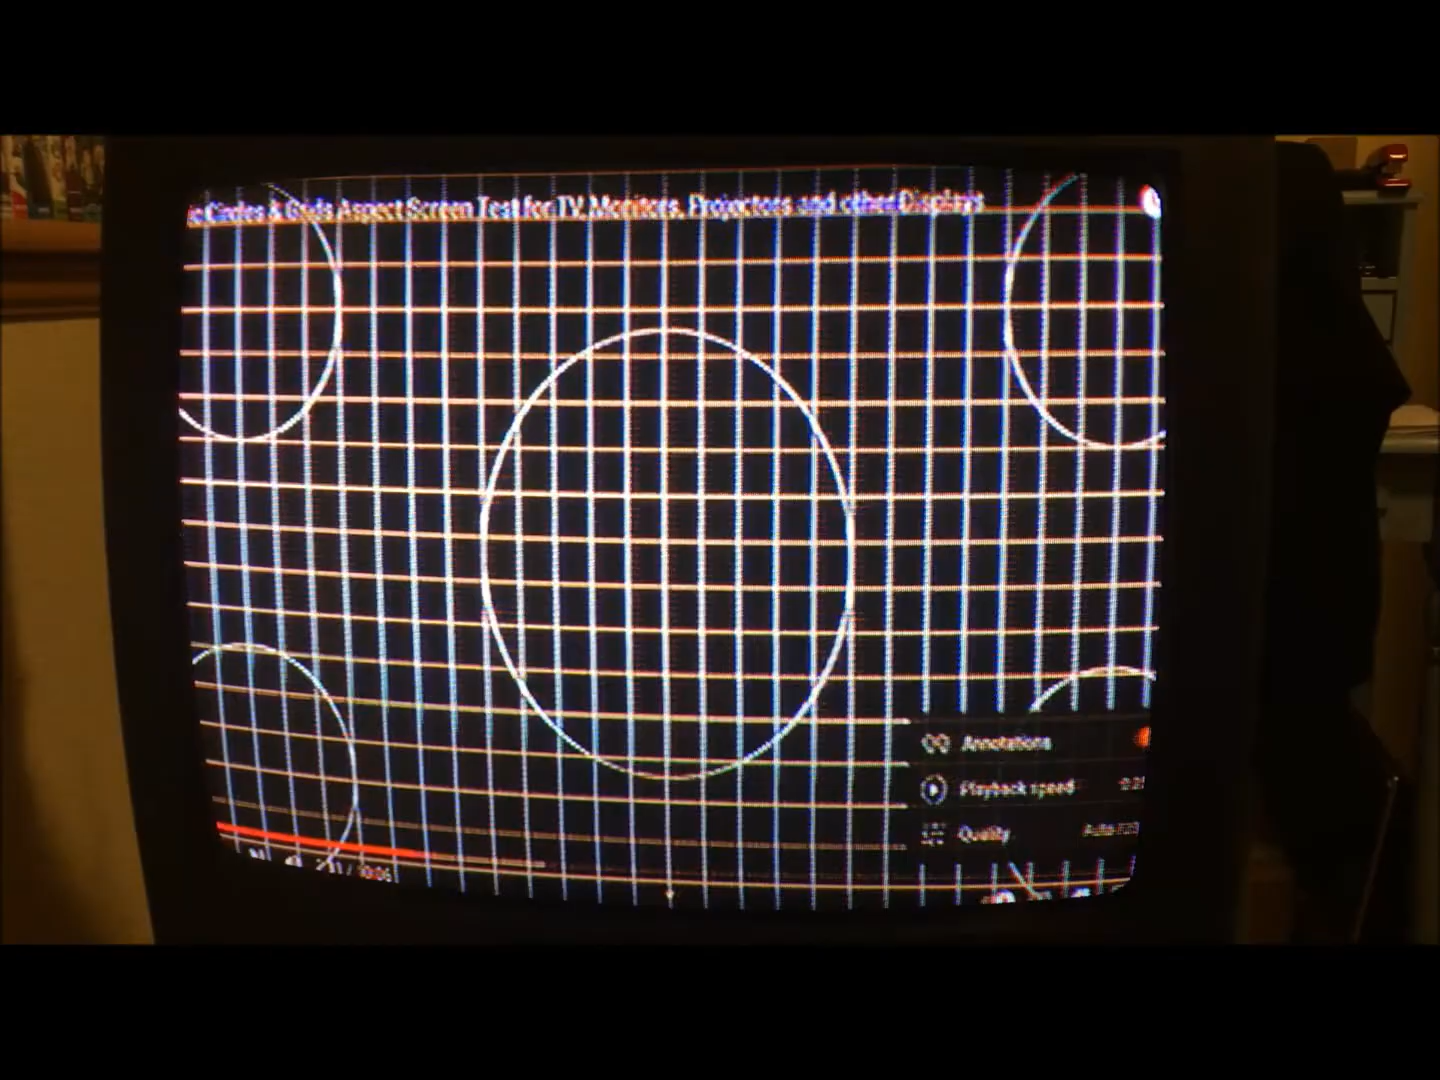 Circles & Grids Aspect Screen Test for TV, Monitors, Projectors and other Displays
Annotations
Playback speed
Quality